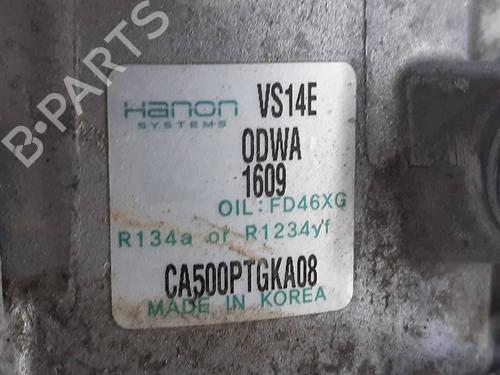 B-PARTS
Hanon VS14E
SYSTEMS
ODWA
1609
OIL:FD46XG
R134a or R1234yf
CA500PTGKA08
MADE IN KOREA